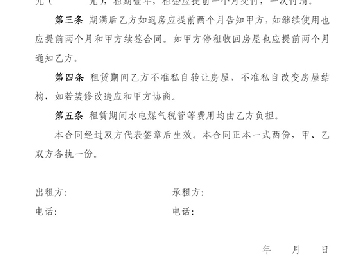 第三条 期满后乙方如退房应提前两个月告知甲方，如继续使用也
应提前两个月和甲方续签合同。如甲方停租收回房屋也应提前两个月
通知乙方。
第四条 租赁期间乙方不准私自转让房屋、不准私自改变房屋结
构，如若装修改造应和甲方协商。
第五条 租赁期间水电煤气税管等费用均由乙方负担。
本合同经过双方代表签章后生效。本合同正本一式两份，甲、乙
双方各执一份。
出租方： 承租方：
电话： 电话：
年 月 日